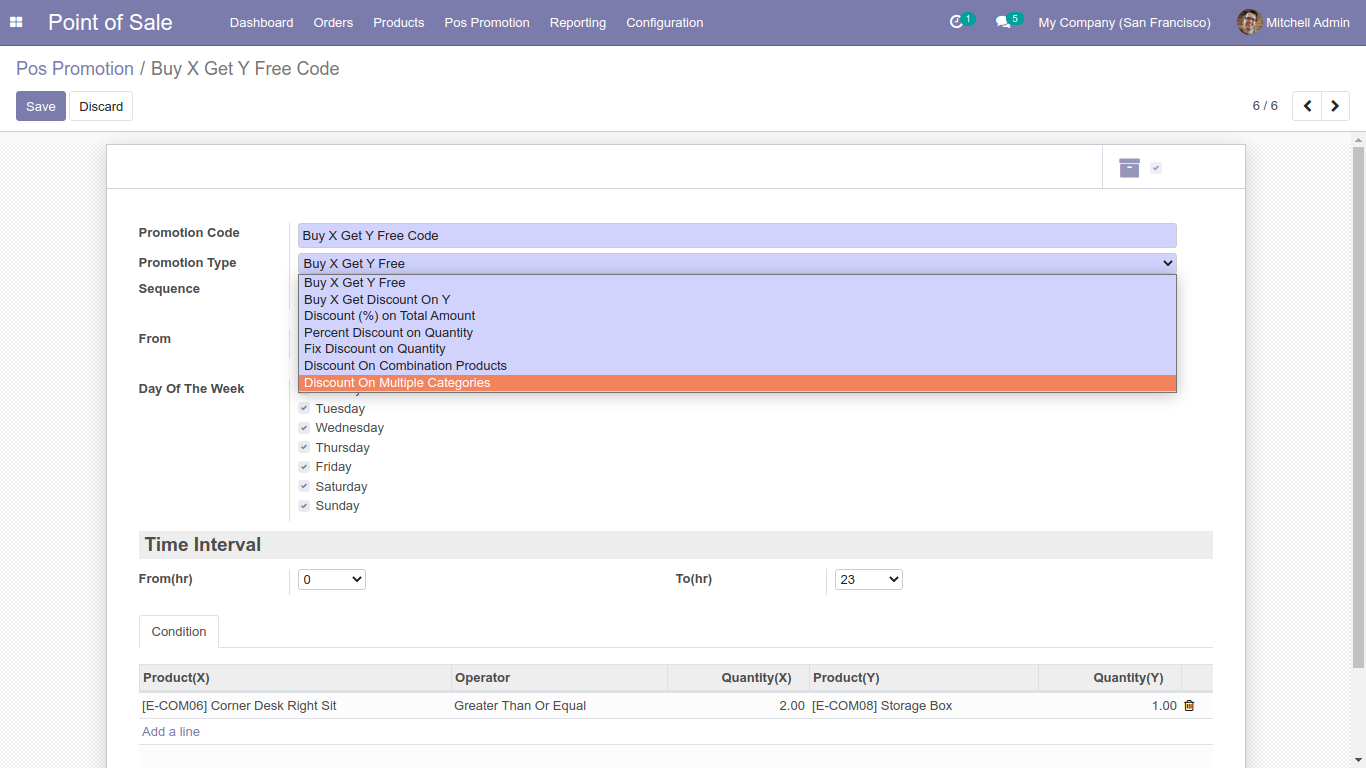 Point of Sale Dashboard Orders Products Pos Promotion Reporting Configuration 1 5 My Company (San Francisco) Mitchell Admin
Pos Promotion / Buy X Get Y Free Code
Save Discard 6 / 6
Promotion Code Buy X Get Y Free Code
Promotion Type Buy X Get Y Free
Buy X Get Y Free
Sequence
Buy X Get Discount On Y
Discount (%) on Total Amount
Percent Discount on Quantity
From
Fix Discount on Quantity
Discount On Combination Products
Discount On Multiple Categories
Day Of The Week
Tuesday
Wednesday
Thursday
Friday
Saturday
Sunday
Time Interval
From(hr) 0 To(hr) 23
Condition
Product(X) Operator Quantity(X) Product(Y) Quantity(Y)
[E-COM06] Corner Desk Right Sit Greater Than Or Equal 2.00 [E-COM08] Storage Box 1.00
Add a line